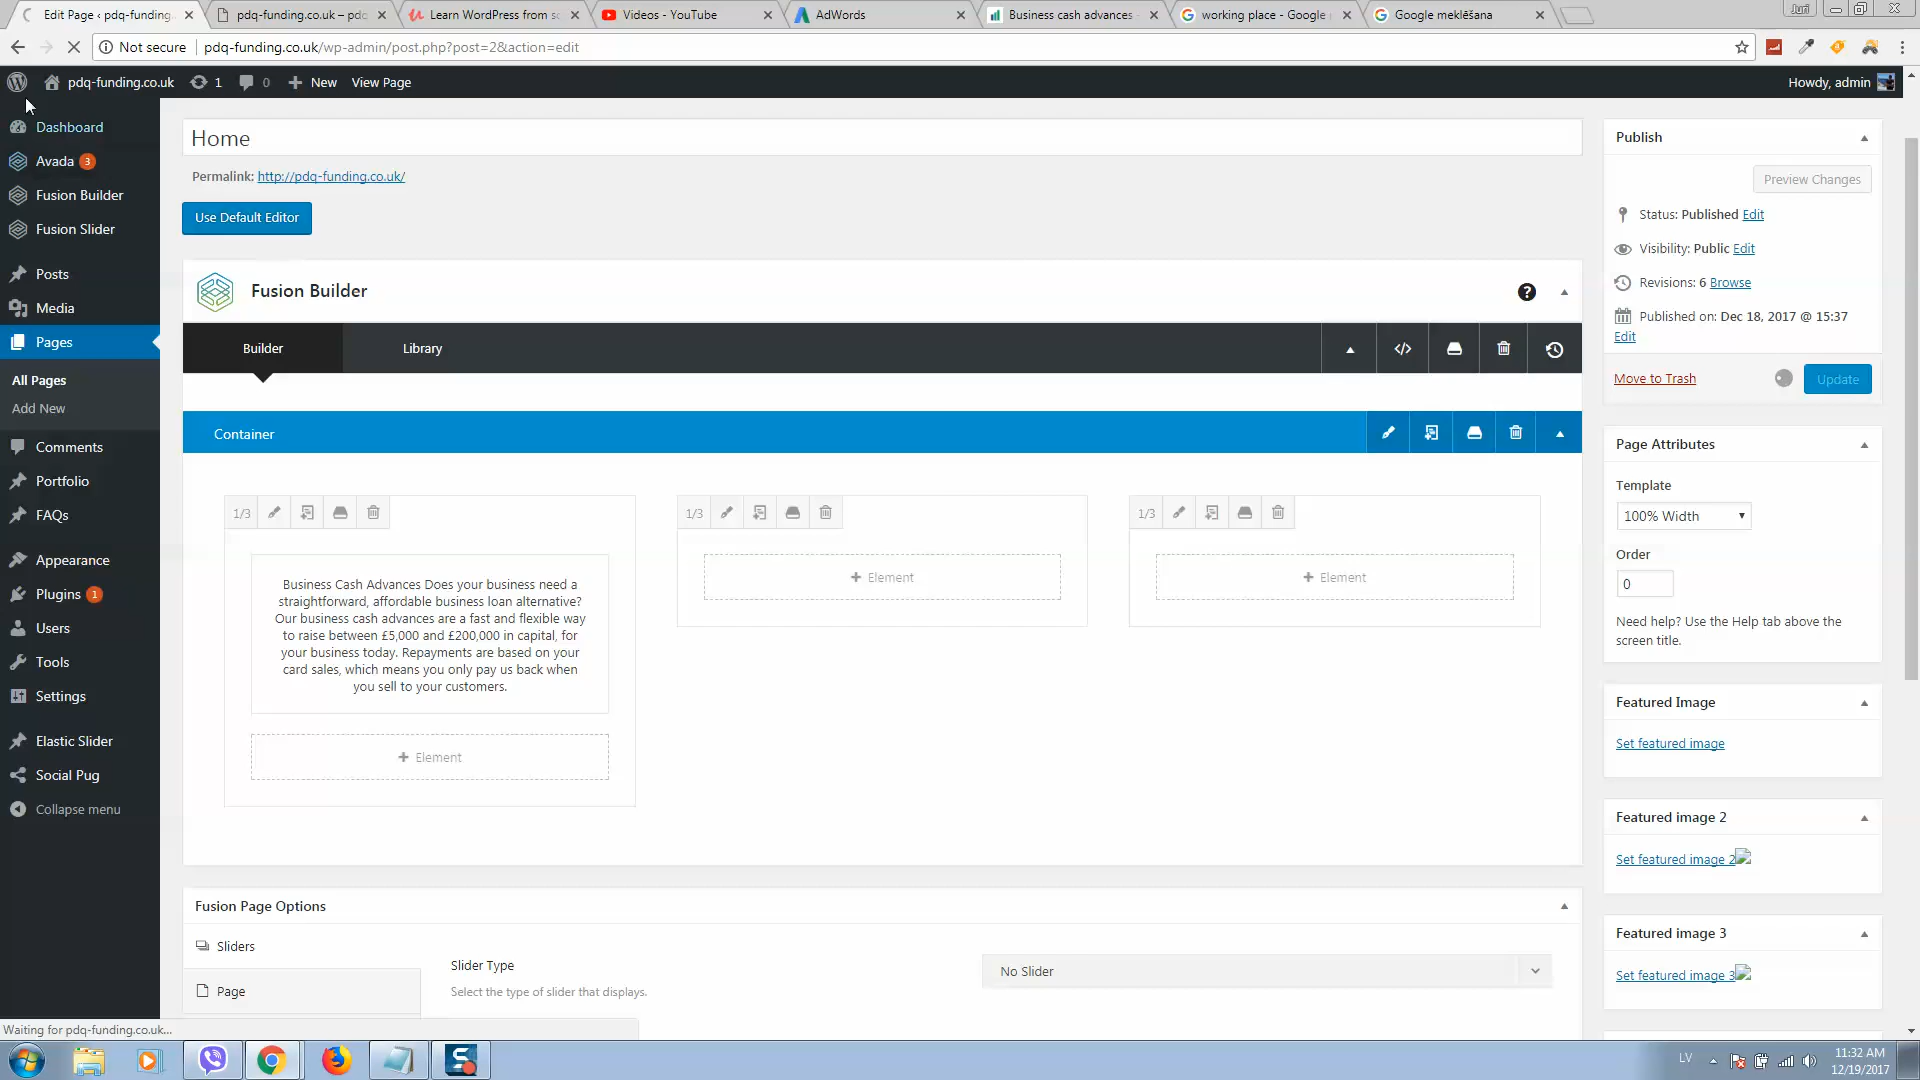 Edit Page ‹ pdq-funding.
pdq-funding.co.uk – pd
Learn WordPress from s
Videos - YouTube
AdWords
Business cash advances
working place - Google
Google meklēšana
Juri
Not secure
pdq-funding.co.uk/wp-admin/post.php?post=2&action=edit
pdq-funding.co.uk
1
0
New
View Page
Howdy, admin
Dashboard
Avada 3
Fusion Builder
Fusion Slider
Posts
Media
Pages
All Pages
Add New
Comments
Portfolio
FAQs
Appearance
Plugins 1
Users
Tools
Settings
Elastic Slider
Social Pug
Collapse menu
Home
Permalink: http://pdq-funding.co.uk/
Use Default Editor
Fusion Builder
Builder
Library
Container
1/3
1/3
1/3
Business Cash Advances Does your business need a
straightforward, affordable business loan alternative?
Our business cash advances are a fast and flexible way
to raise between £5,000 and £200,000 in capital, for
your business today. Repayments are based on your
card sales, which means you only pay us back when
you sell to your customers.
Element
Element
Element
Fusion Page Options
Sliders
Page
Slider Type
Select the type of slider that displays.
No Slider
Publish
Preview Changes
Status: Published Edit
Visibility: Public Edit
Revisions: 6 Browse
Published on: Dec 18, 2017 @ 15:37
Edit
Move to Trash
Update
Page Attributes
Template
100% Width
Order
0
Need help? Use the Help tab above the
screen title.
Featured Image
Set featured image
Featured image 2
Set featured image 2
Featured image 3
Set featured image 3
Waiting for pdq-funding.co.uk...
LV
11:32 AM
12/19/2017